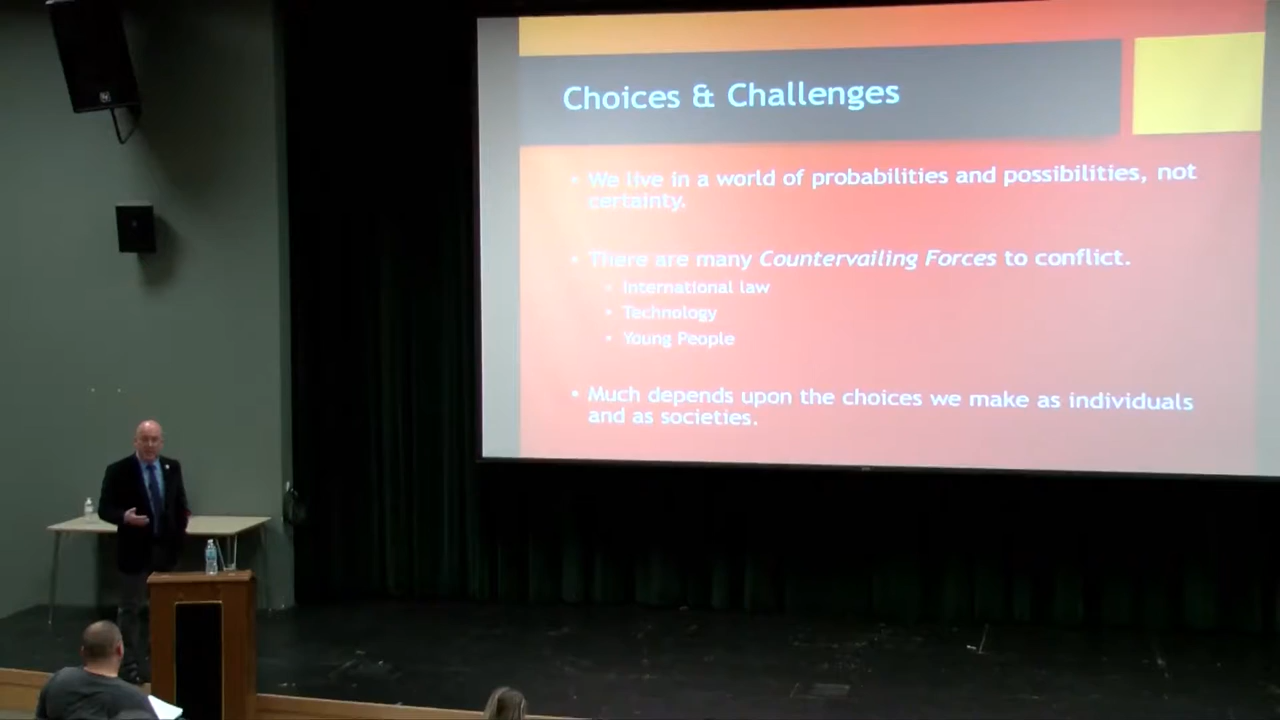 Choices & Challenges
• We live in a world of probabilities and possibilities, not
certainty.
• There are many Countervailing Forces to conflict.
• International law
• Technology
• Young People
• Much depends upon the choices we make as individuals
and as societies.